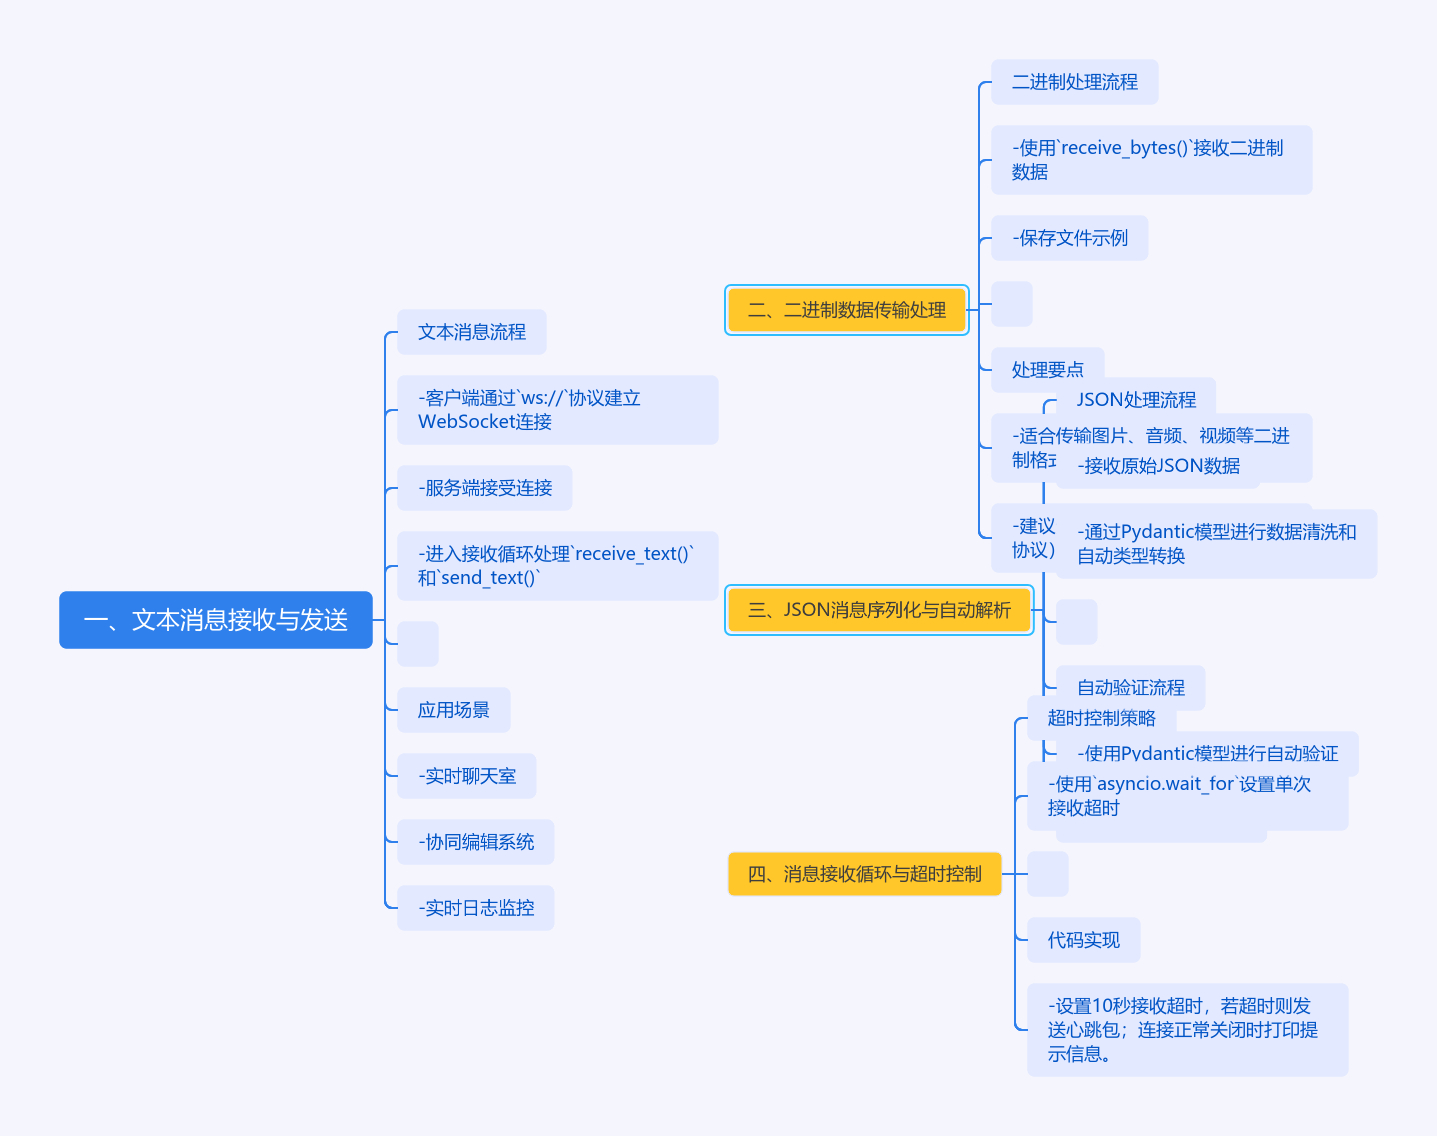 一、文本消息接收与发送
文本消息流程
-客户端通过`ws://`协议建立
WebSocket连接
-服务端接受连接
-进入接收循环处理`receive_text()`
和`send_text()`
应用场景
-实时聊天室
-协同编辑系统
-实时日志监控
二、二进制数据传输处理
二进制处理流程
-使用`receive_bytes()`接收二进制
数据
-保存文件示例
处理要点
-适合传输图片、音频、视频等二进
制格式
-建议
协议）
三、JSON消息序列化与自动解析
JSON处理流程
-接收原始JSON数据
-通过Pydantic模型进行数据清洗和
自动类型转换
自动验证流程
-使用Pydantic模型进行自动验证
四、消息接收循环与超时控制
超时控制策略
-使用`asyncio.wait_for`设置单次
接收超时
代码实现
-设置10秒接收超时，若超时则发
送心跳包；连接正常关闭时打印提
示信息。